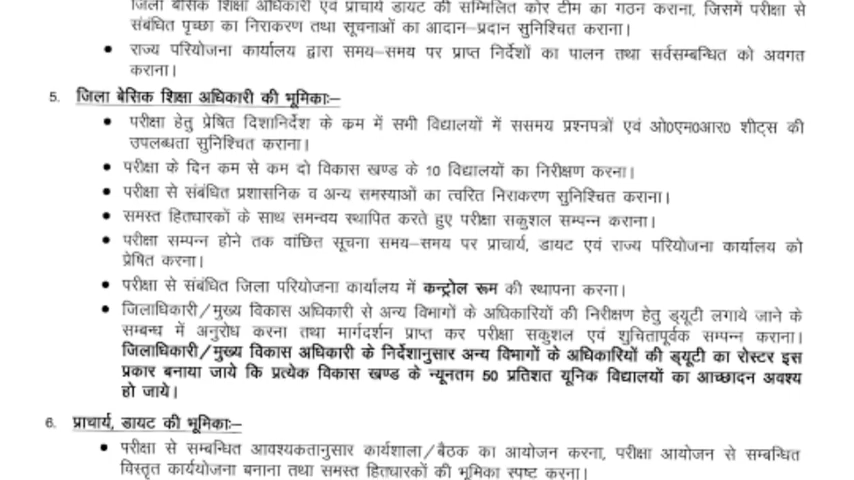 जिला बेसिक शिक्षा अधिकारी एवं प्राचार्य डायट की सम्मिलित कोर टीम का गठन कराना, जिसमें परीक्षा से
संबंधित पृच्छा का निराकरण तथा सूचनाओं का आदान–प्रदान सुनिश्चित कराना।
• राज्य परियोजना कार्यालय द्वारा समय–समय पर प्राप्त निर्देशों का पालन तथा सर्वसम्बन्धित को अवगत
कराना।
5. जिला बेसिक शिक्षा अधिकारी की भूमिकाः–
• परीक्षा हेतु प्रेषित दिशानिर्देश के क्रम में सभी विद्यालयों में ससमय प्रश्नपत्रों एवं ओ0एम0आर0 शीट्स की
उपलब्धता सुनिश्चित कराना।
• परीक्षा के दिन कम से कम दो विकास खण्ड के 10 विद्यालयों का निरीक्षण करना।
• परीक्षा से संबंधित प्रशासनिक व अन्य समस्याओं का त्वरित निराकरण सुनिश्चित कराना।
• समस्त हितधारकों के साथ समन्वय स्थापित करते हुए परीक्षा सकुशल सम्पन्न कराना।
• परीक्षा सम्पन्न होने तक वांछित सूचना समय–समय पर प्राचार्य, डायट एवं राज्य परियोजना कार्यालय को
प्रेषित करना।
• परीक्षा से संबंधित जिला परियोजना कार्यालय में कन्ट्रोल रूम की स्थापना करना।
• जिलाधिकारी/मुख्य विकास अधिकारी से अन्य विभागों के अधिकारियों की निरीक्षण हेतु ड्यूटी लगाये जाने के
सम्बन्ध में अनुरोध करना तथा मार्गदर्शन प्राप्त कर परीक्षा सकुशल एवं शुचितापूर्वक सम्पन्न कराना।
जिलाधिकारी/मुख्य विकास अधिकारी के निर्देशानुसार अन्य विभागों के अधिकारियों की ड्यूटी का रोस्टर इस
प्रकार बनाया जाये कि प्रत्येक विकास खण्ड के न्यूनतम 50 प्रतिशत यूनिक विद्यालयों का आच्छादन अवश्य
हो जाये।
6. प्राचार्य, डायट की भूमिकाः–
• परीक्षा से सम्बन्धित आवश्यकतानुसार कार्यशाला/बैठक का आयोजन करना, परीक्षा आयोजन से सम्बन्धित
विस्तृत कार्ययोजना बनाना तथा समस्त हितधारकों की भूमिका स्पष्ट करना।